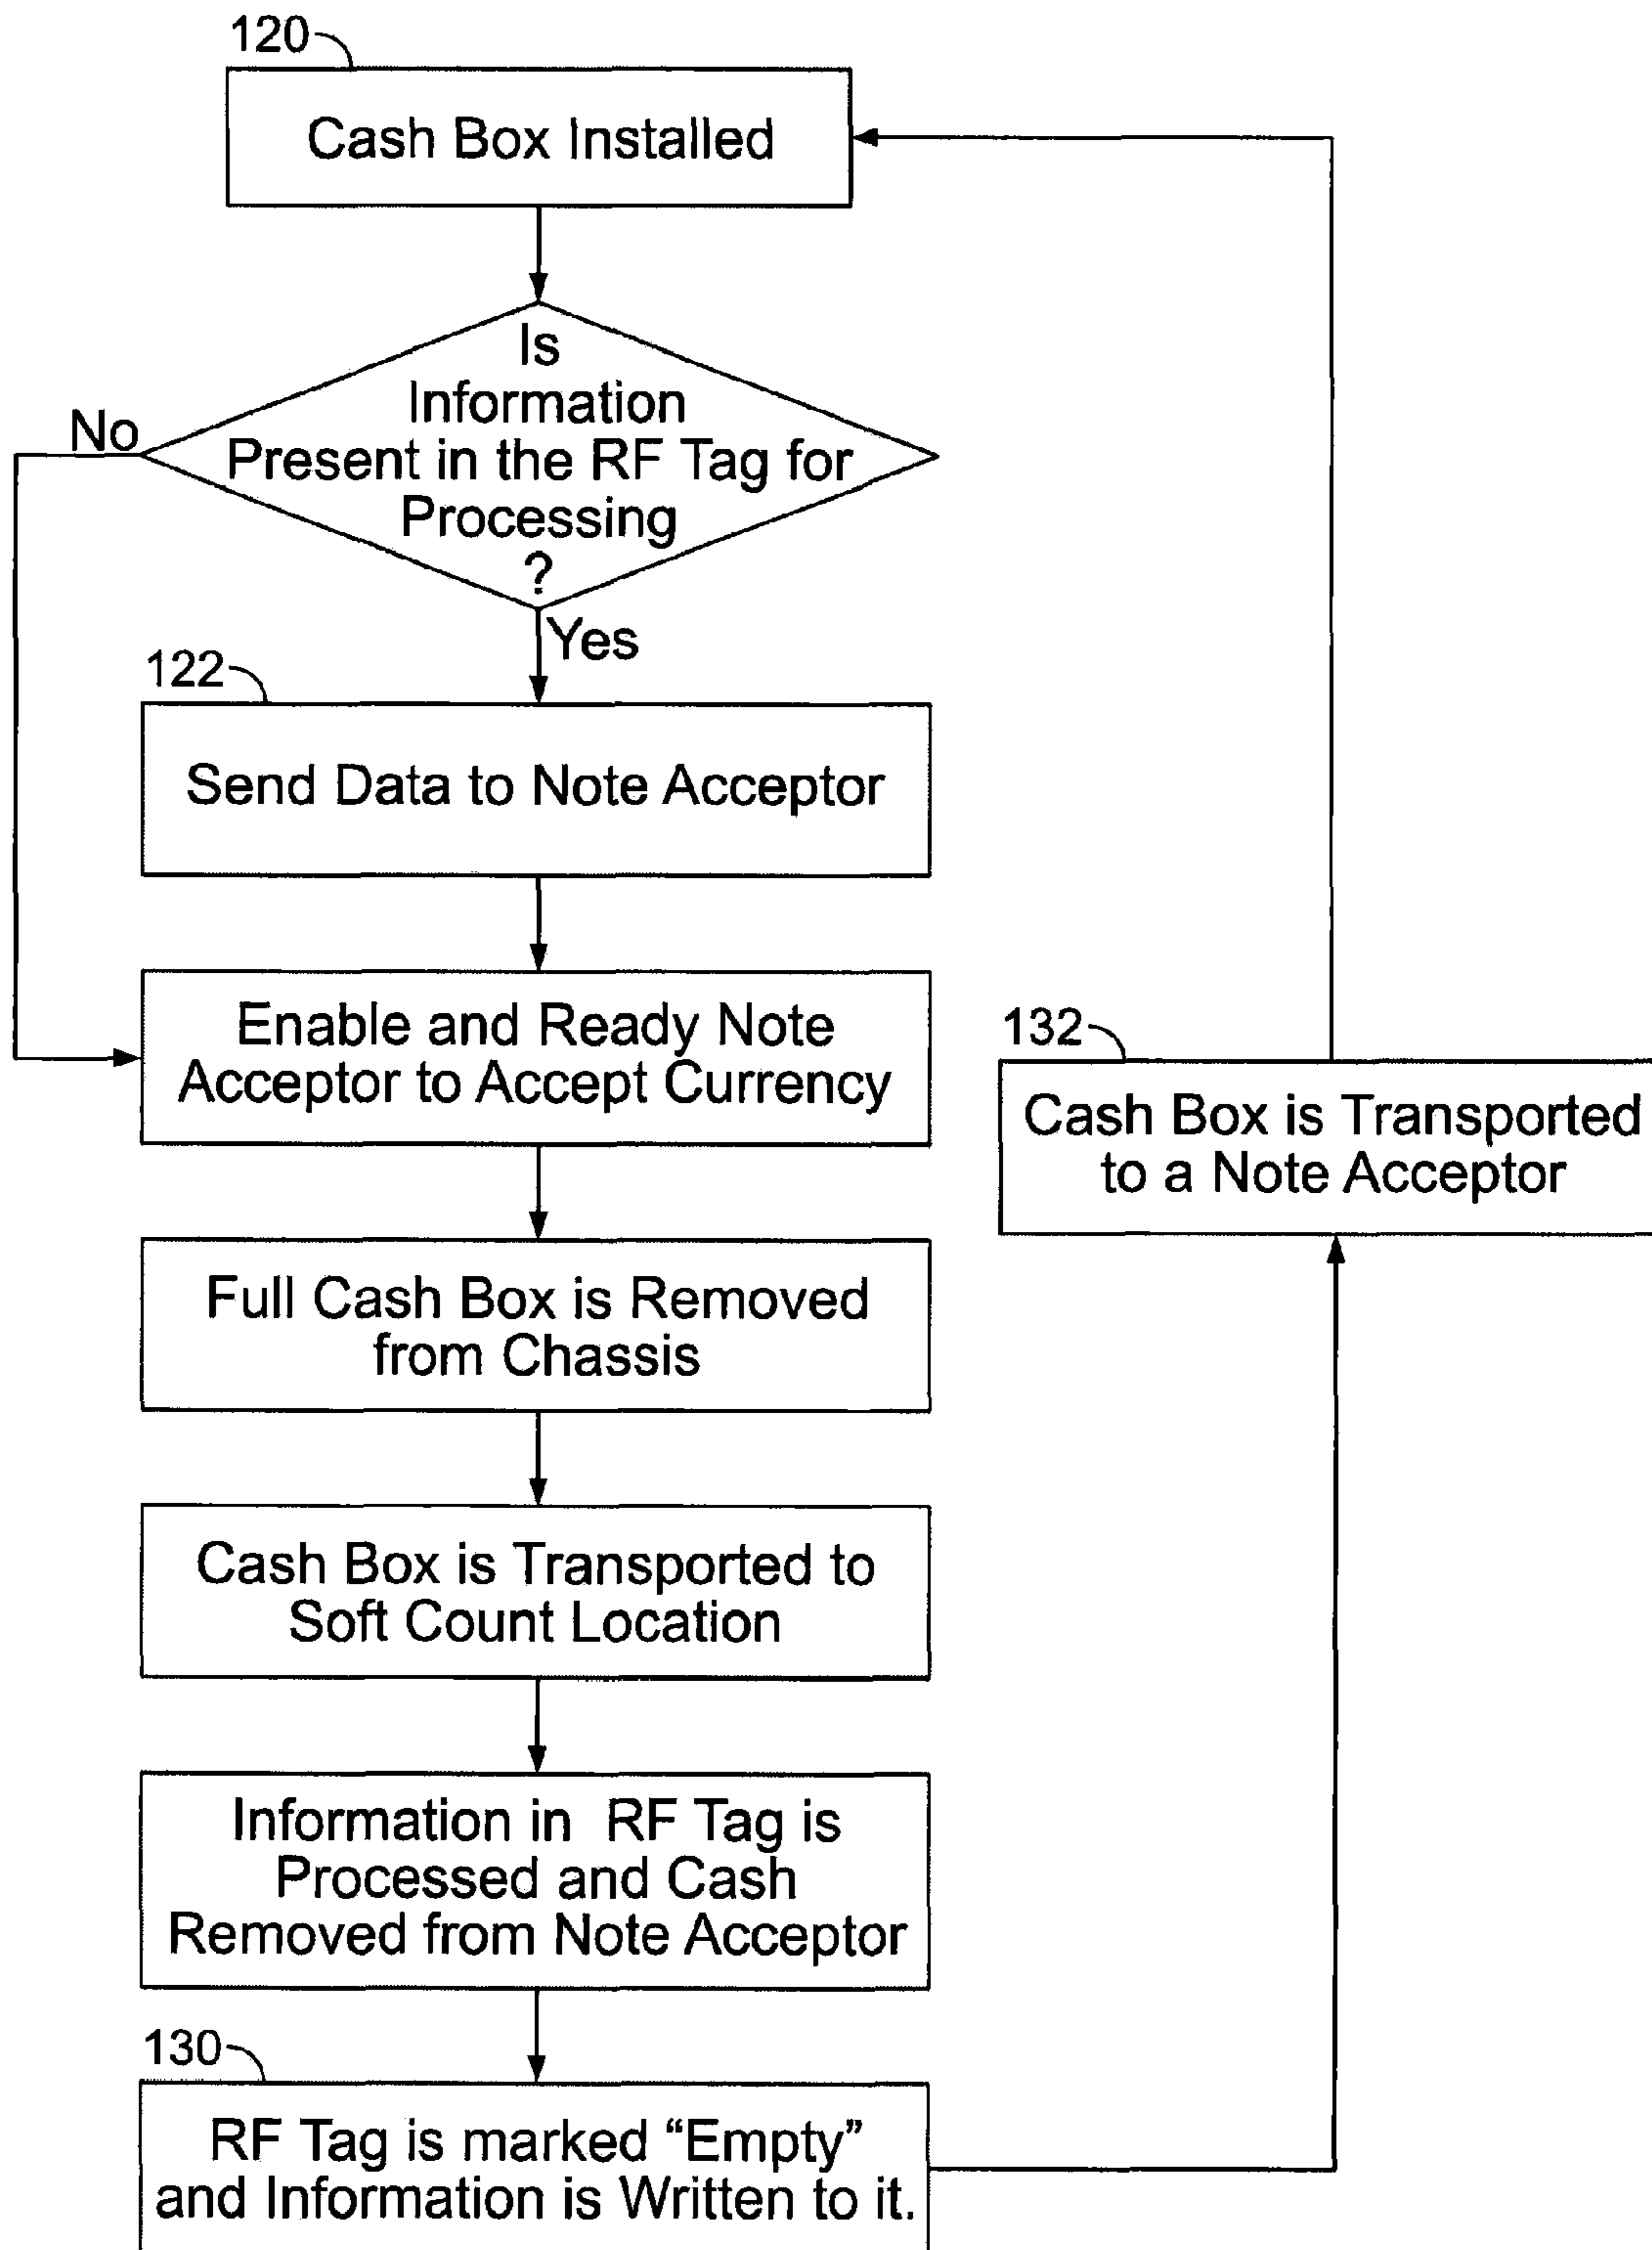 120
Cash Box Installed
Is
Information
Present in the RF Tag for
Processing
?
No
Yes
122
Send Data to Note Acceptor
Enable and Ready Note
Acceptor to Accept Currency
132
Cash Box is Transported
to a Note Acceptor
Full Cash Box is Removed
from Chassis
Cash Box is Transported to
Soft Count Location
Information in RF Tag is
Processed and Cash
Removed from Note Acceptor
130
RF Tag is marked “Empty”
and Information is Written to it.